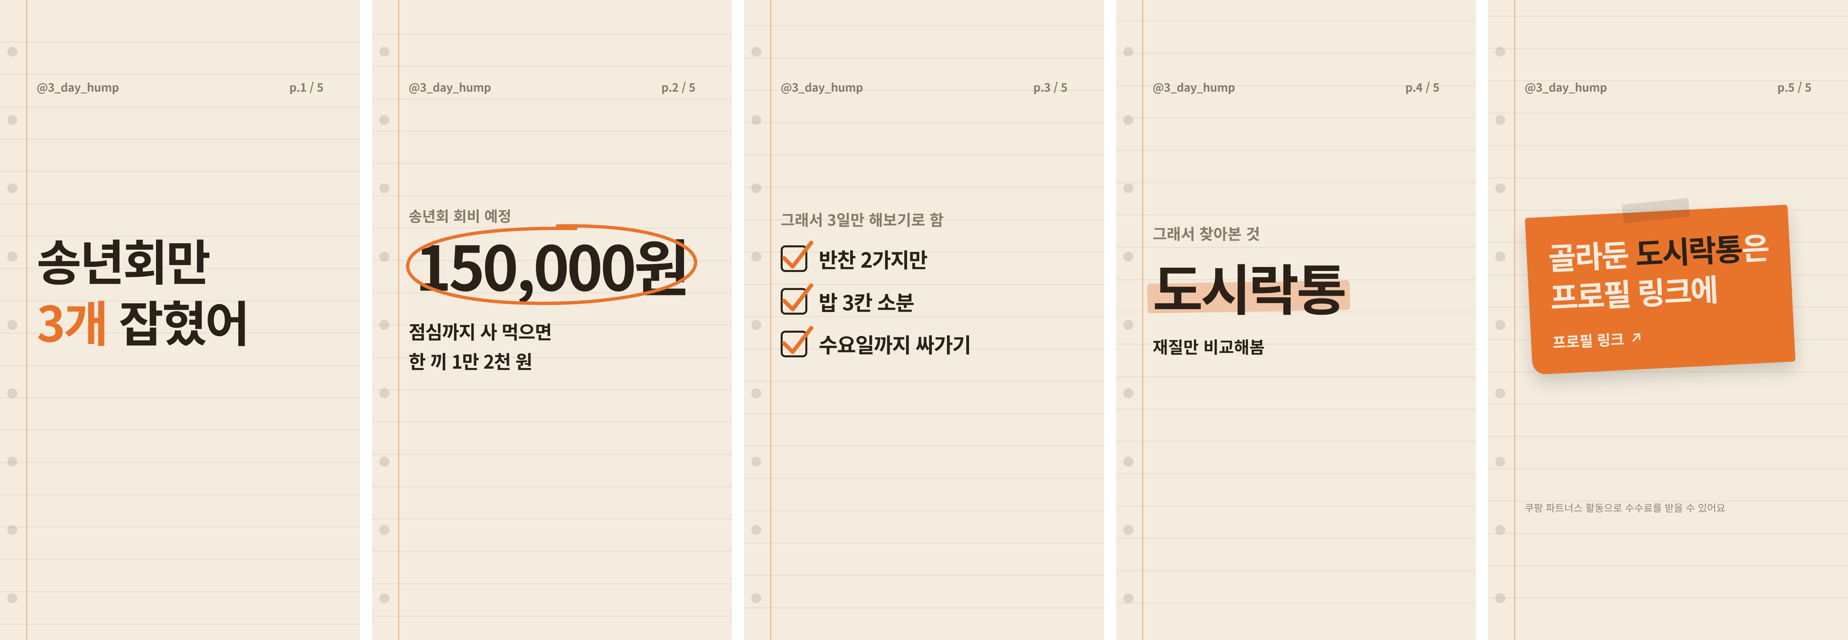 @3_day_hump
p.1 / 5
송년회만
3개 잡혔어
@3_day_hump
p.2 / 5
송년회 회비 예정
150,000원
점심까지 사 먹으면
한 끼 1만 2천 원
@3_day_hump
p.3 / 5
그래서 3일만 해보기로 함
반찬 2가지만
밥 3칸 소분
수요일까지 싸가기
@3_day_hump
p.4 / 5
그래서 찾아본 것
도시락통
재질만 비교해봄
@3_day_hump
p.5 / 5
골라둔 도시락통은
프로필 링크에
프로필 링크 ↗
쿠팡 파트너스 활동으로 수수료를 받을 수 있어요